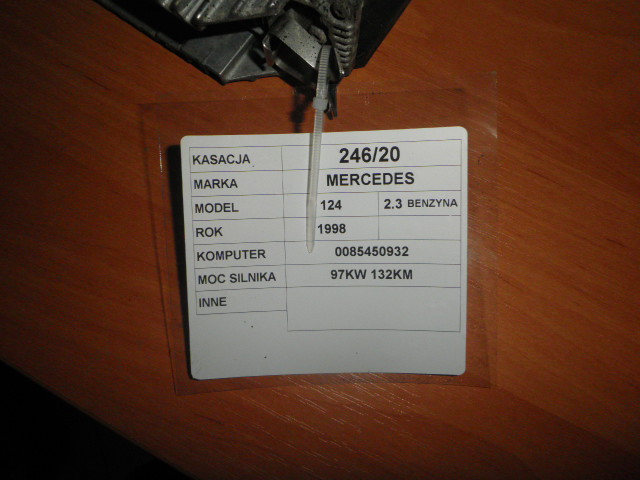 KASACJA 246/20
MARKA MERCEDES
MODEL 124 2.3 BENZYNA
ROK 1998
KOMPUTER 0085450932
MOC SILNIKA 97KW 132KM
INNE